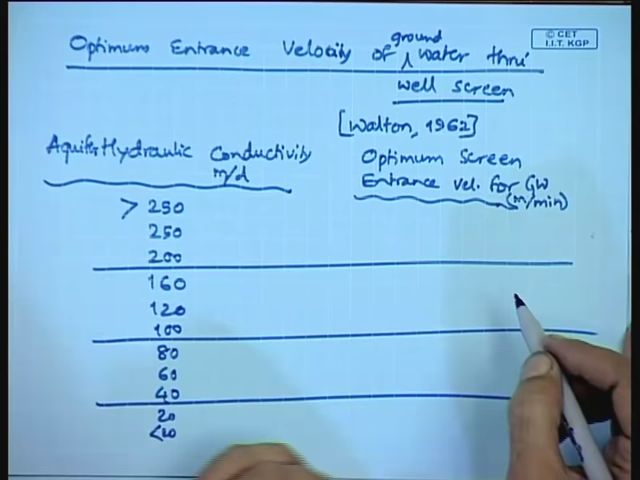 © CET
I.I.T. KGP
Optimum Entrance Velocity of ground water thru'
well screen
[Walton, 1962]
Aquifer Hydraulic Conductivity
m/d
Optimum Screen
Entrance vel. for GW
(m/min)
> 250
250
200
160
120
100
80
60
40
20
<20